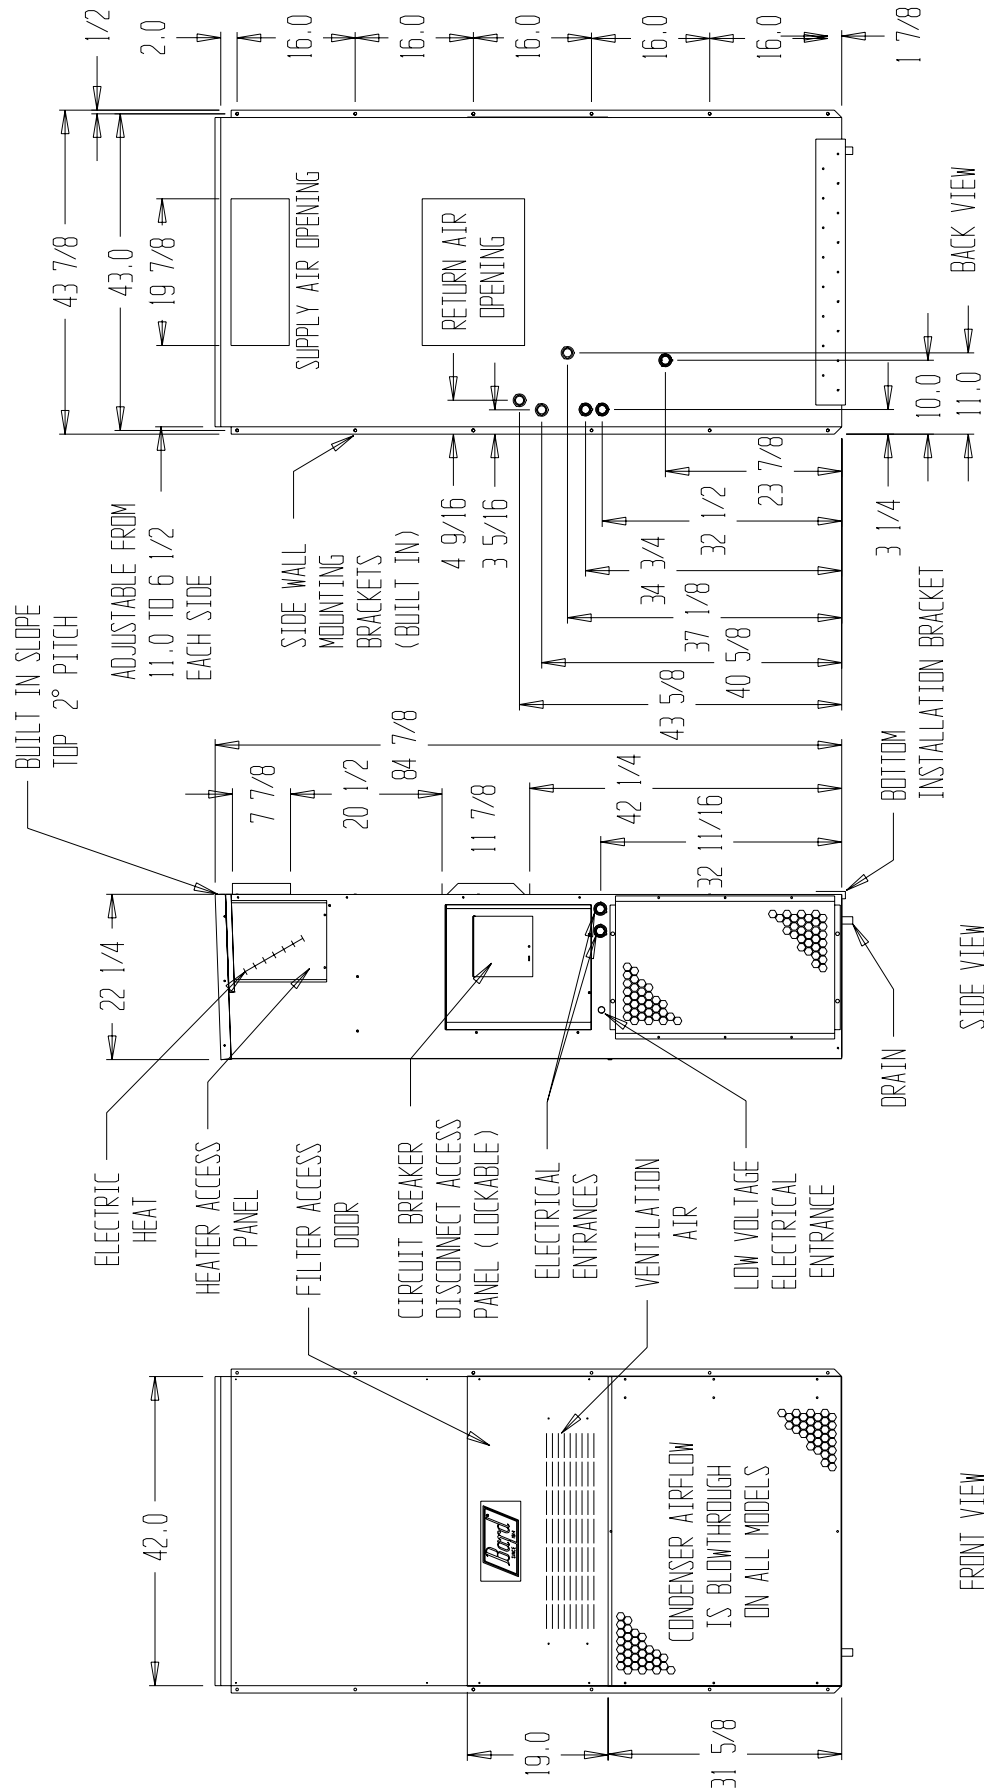 42.0
19.0
31 5/8
Bard
SINCE 1914
CONDENSER AIRFLOW
IS BLOWTHROUGH
ON ALL MODELS
FRONT VIEW
ELECTRIC
HEAT
HEATER ACCESS
PANEL
FILTER ACCESS
DOOR
CIRCUIT BREAKER
DISCONNECT ACCESS
PANEL (LOCKABLE)
ELECTRICAL
ENTRANCES
VENTILATION
AIR
LOW VOLTAGE
ELECTRICAL
ENTRANCE
DRAIN
SIDE VIEW
22 1/4
BUILT IN SLOPE
TOP 2° PITCH
7 7/8
20 1/2
84 7/8
11 7/8
42 1/4
32 11/16
BOTTOM
INSTALLATION BRACKET
ADJUSTABLE FROM
11.0 TO 6 1/2
EACH SIDE
SIDE WALL
MOUNTING
BRACKETS
(BUILT IN)
4 9/16
3 5/16
43 5/8
40 5/8
37 1/8
34 3/4
32 1/2
23 7/8
3 1/4
10.0
11.0
43 7/8
43.0
19 7/8
1/2
2.0
16.0
16.0
16.0
16.0
16.0
1 7/8
SUPPLY AIR OPENING
RETURN AIR
OPENING
BACK VIEW